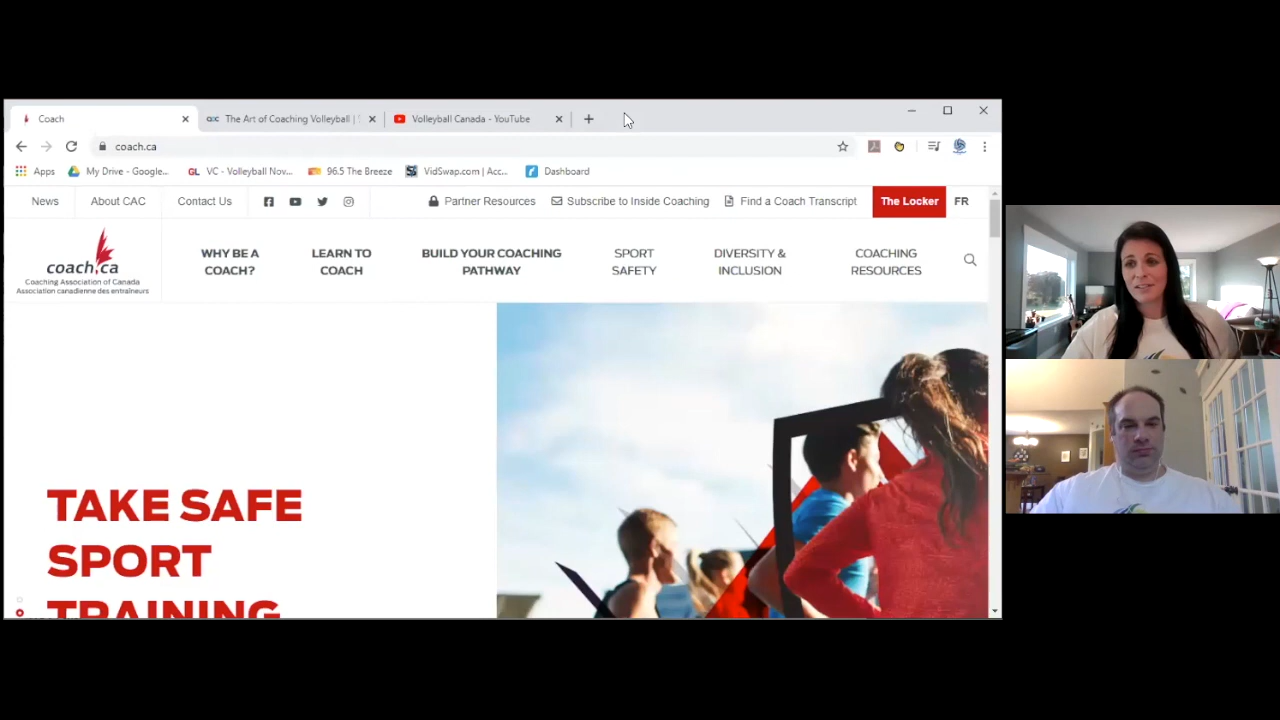 Coach
The Art of Coaching Volleyball |
Volleyball Canada - YouTube
coach.ca
Apps
My Drive - Google...
GL VC - Volleyball Nov...
96.5 The Breeze
VidSwap.com | Acc...
Dashboard
News
About CAC
Contact Us
Partner Resources
Subscribe to Inside Coaching
Find a Coach Transcript
The Locker
FR
coach.ca
Coaching Association of Canada
Association canadienne des entraîneurs
WHY BE A
COACH?
LEARN TO
COACH
BUILD YOUR COACHING
PATHWAY
SPORT
SAFETY
DIVERSITY &
INCLUSION
COACHING
RESOURCES
TAKE SAFE
SPORT
TRAINING